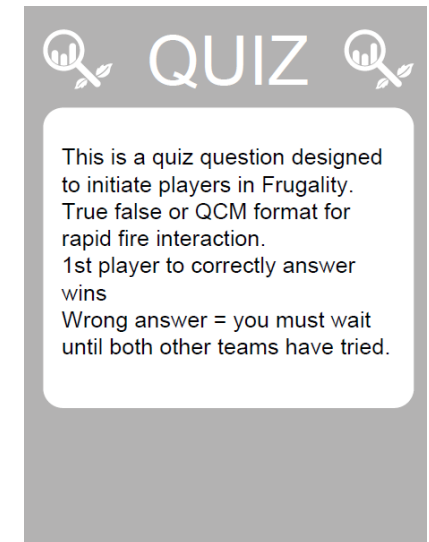 QUIZ
This is a quiz question designed
to initiate players in Frugality.
True false or QCM format for
rapid fire interaction.
1st player to correctly answer
wins
Wrong answer = you must wait
until both other teams have tried.